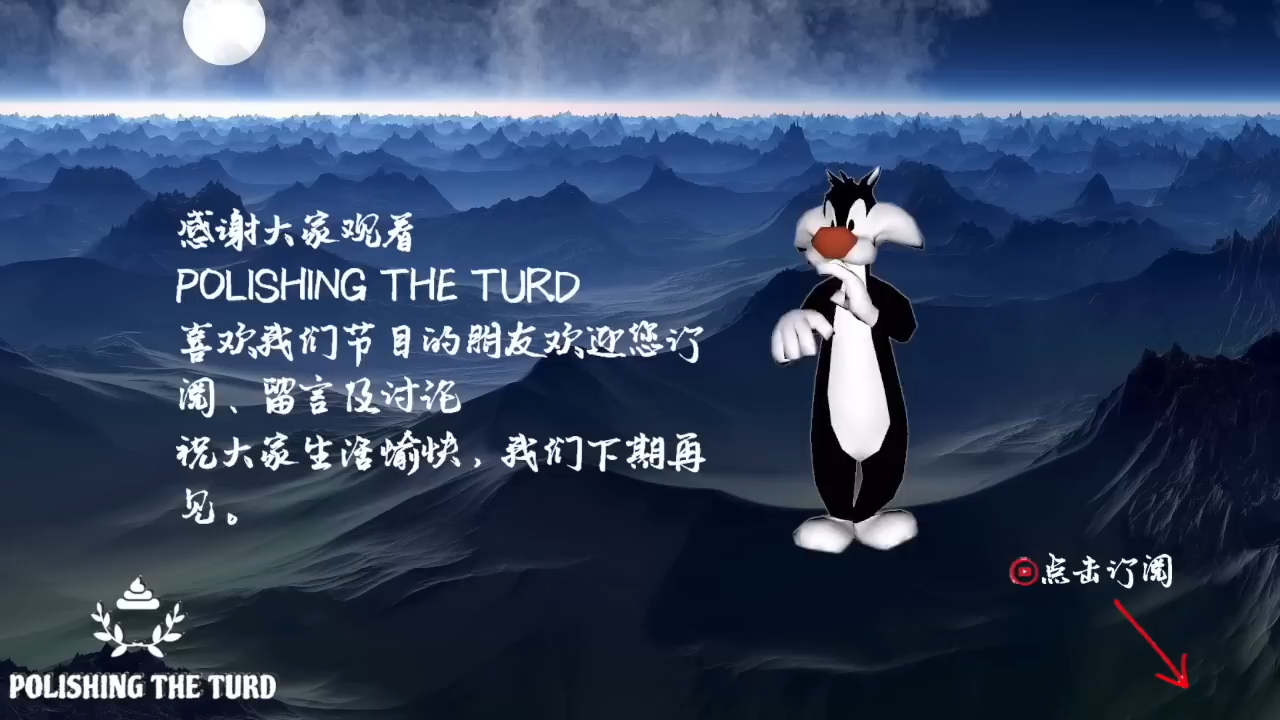 感谢大家观看
POLISHING THE TURD
喜欢我们节目的朋友欢迎您订
阅、留言及讨论
祝大家生活愉快，我们下期再
见。
点击订阅
POLISHING THE TURD